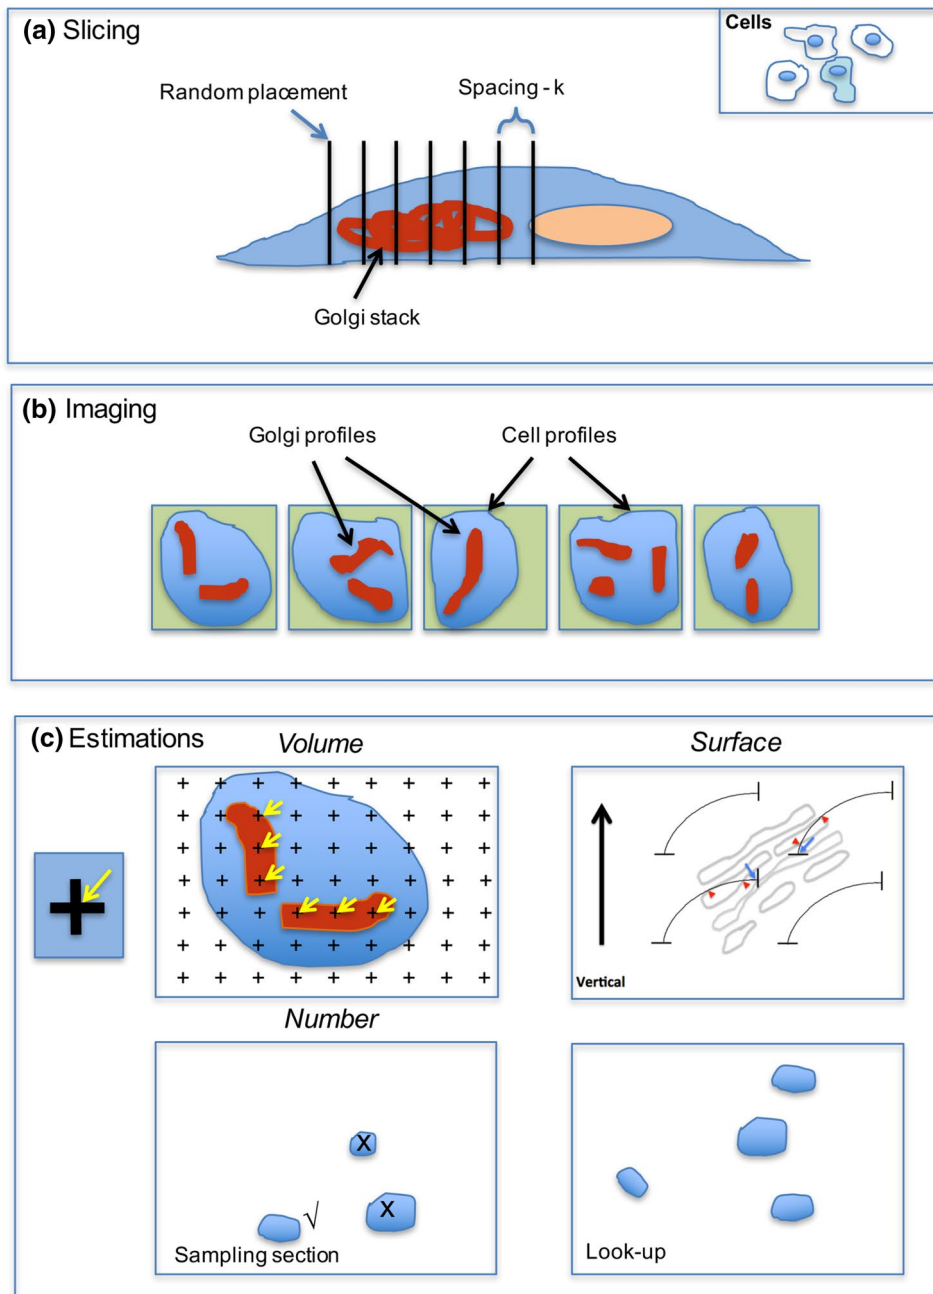 (a) Slicing
Cells
Random placement
Spacing - k
Golgi stack
(b) Imaging
Golgi profiles
Cell profiles
(c) Estimations
Volume
Surface
Vertical
Number
X
X
√
Sampling section
Look-up